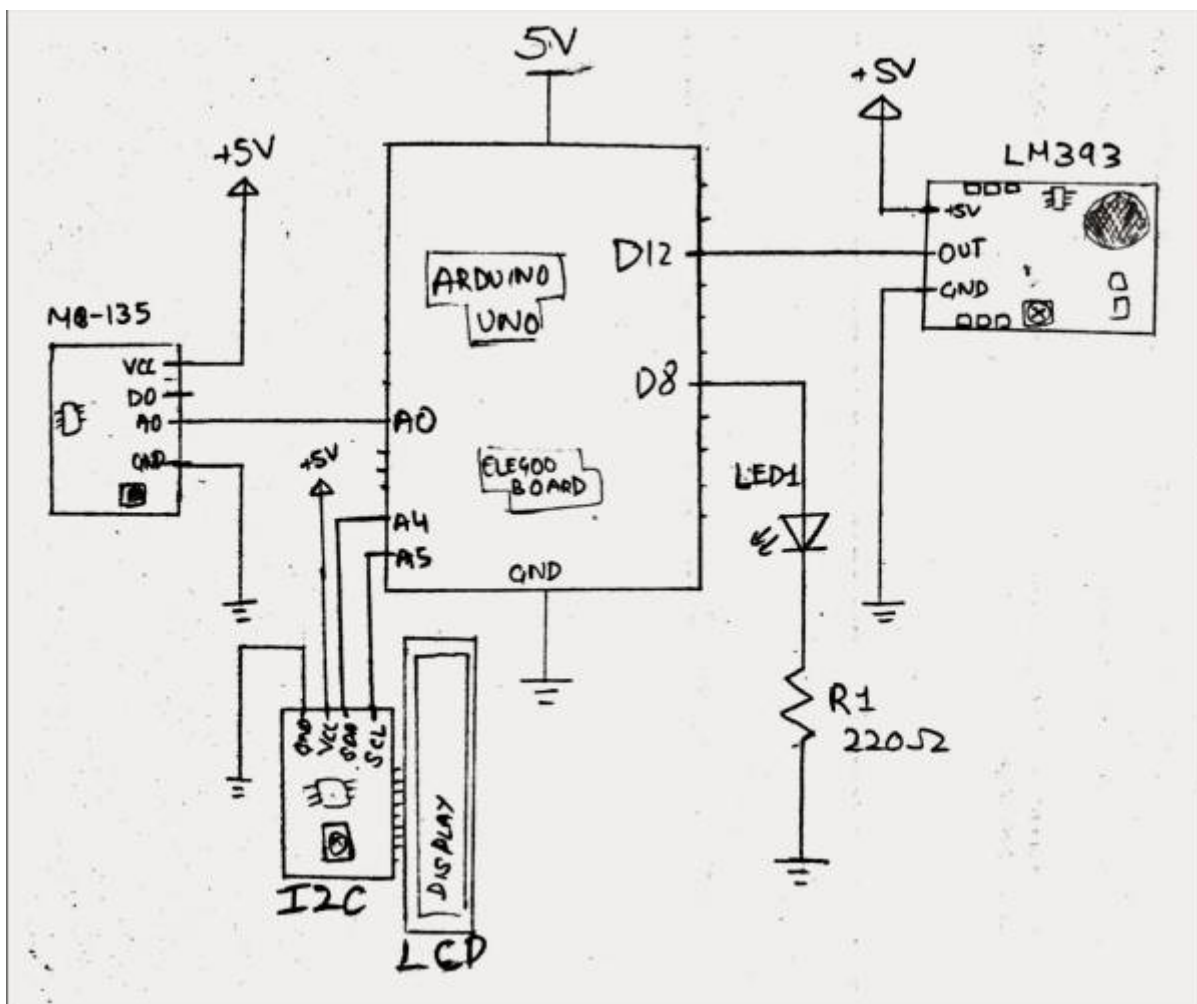 5V
+5V
LM393
+5V
OUT
GND
+5V
MQ-135
VCC
D0
A0
GND
ARDUINO
UNO
D12
D8
A0
ELEGOO
BOARD
A4
A5
GND
+5V
LED1
R1
220Ω
GND
VCC
SDA
SCL
I2C
DISPLAY
LCD